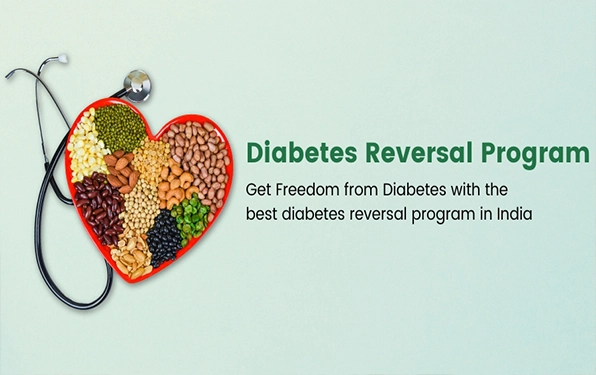 Diabetes Reversal Program
Get Freedom from Diabetes with the
best diabetes reversal program in India